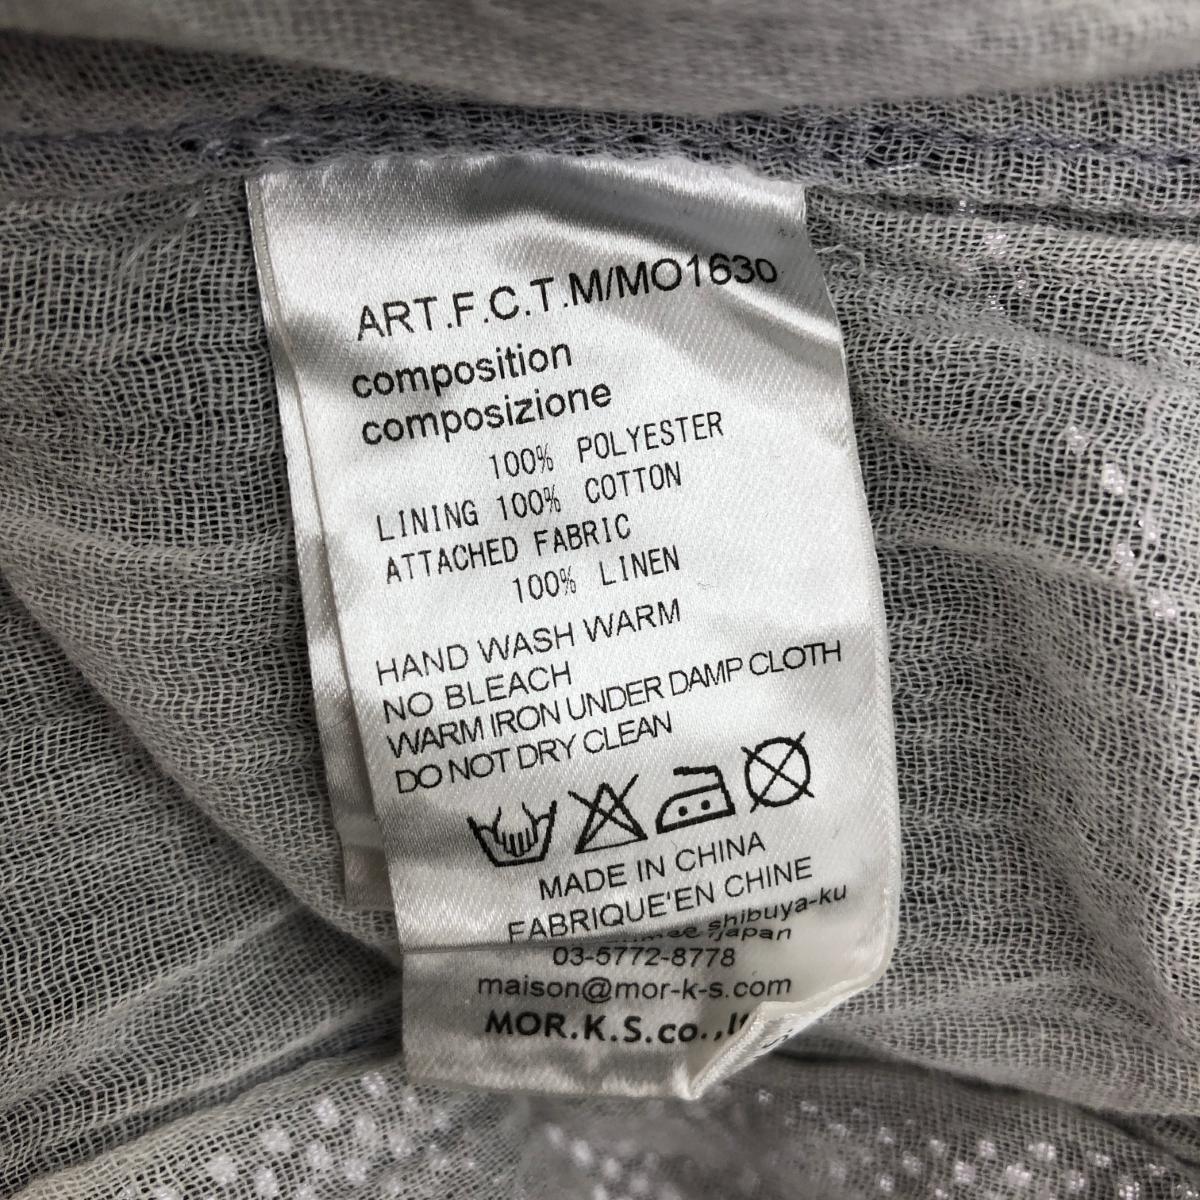 ART.F.C.T.M/MO1630
composition
composizione
100% POLYESTER
LINING 100% COTTON
ATTACHED FABRIC
100% LINEN
HAND WASH WARM
NO BLEACH
WARM IRON UNDER DAMP CLOTH
DO NOT DRY CLEAN
MADE IN CHINA
FABRIQUE'EN CHINE
shibuya-ku
japan
03-5772-8778
maison@mor-k-s.com
MOR.K.S.co.,